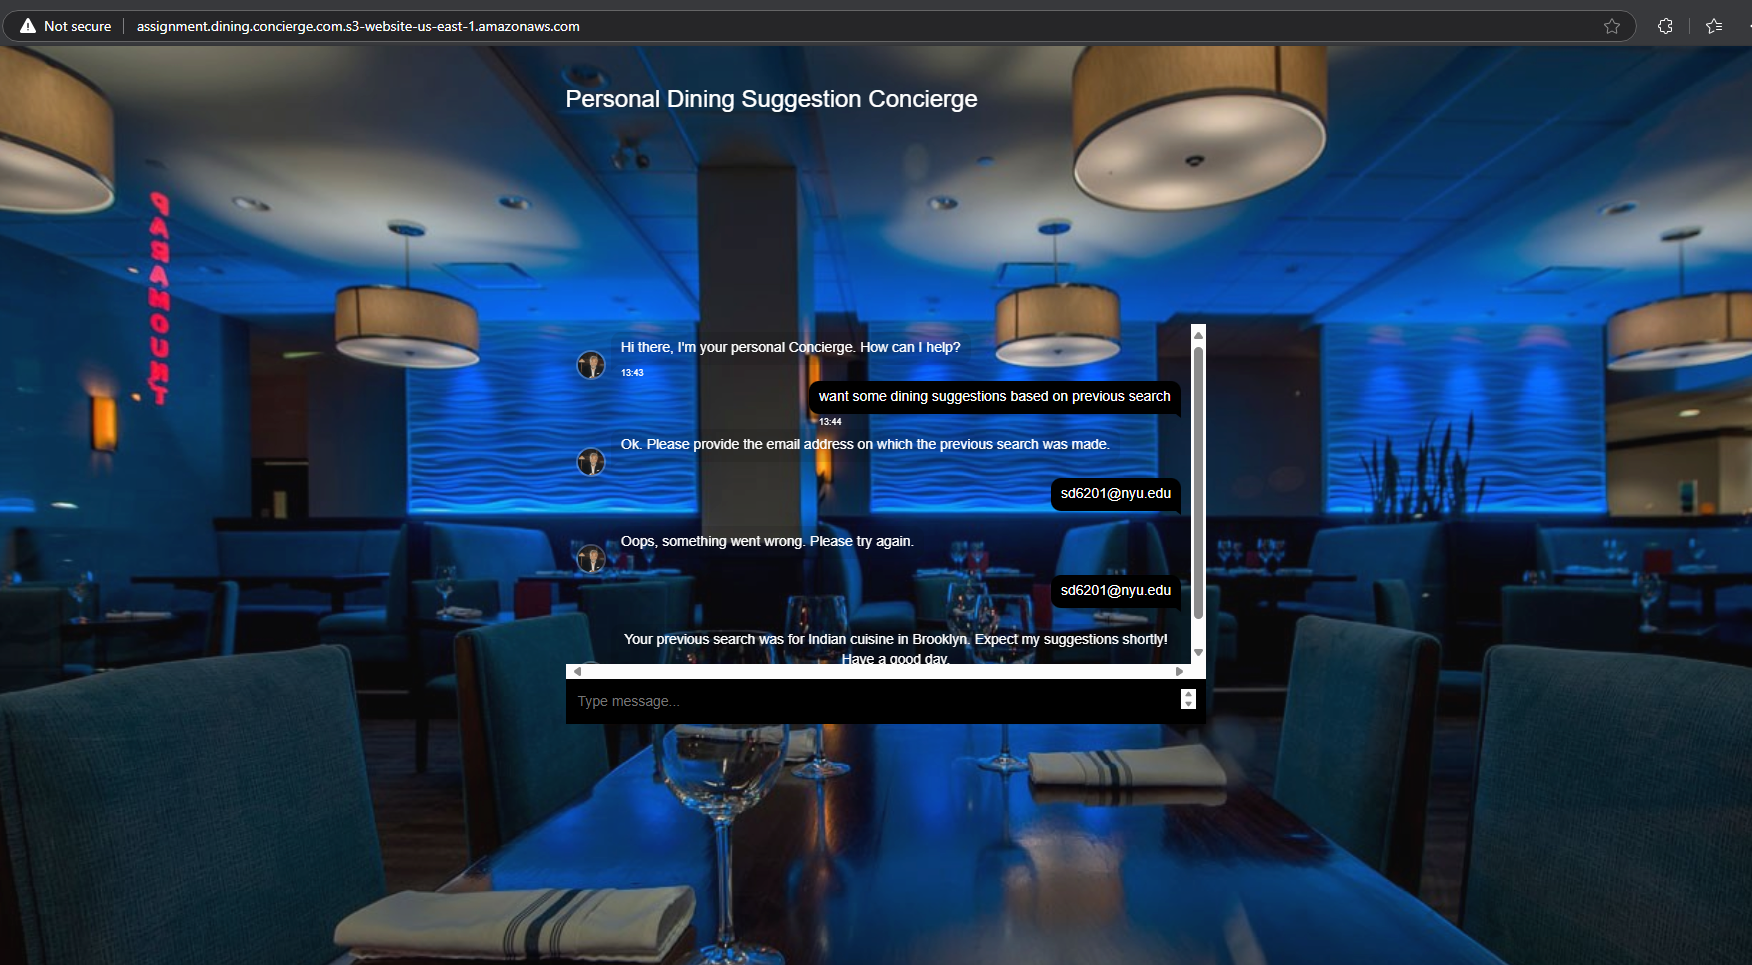 Not secure
assignment.dining.concierge.com.s3-website-us-east-1.amazonaws.com
Personal Dining Suggestion Concierge
PARAMOUNT
Hi there, I'm your personal Concierge. How can I help?
13:43
want some dining suggestions based on previous search
13:44
Ok. Please provide the email address on which the previous search was made.
sd6201@nyu.edu
Oops, something went wrong. Please try again.
sd6201@nyu.edu
Your previous search was for Indian cuisine in Brooklyn. Expect my suggestions shortly!
Have a good day.
Type message...